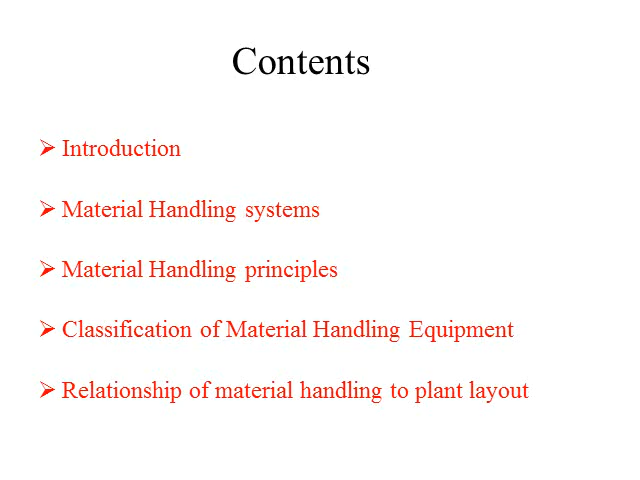 Contents
➢ Introduction
➢ Material Handling systems
➢ Material Handling principles
➢ Classification of Material Handling Equipment
➢ Relationship of material handling to plant layout